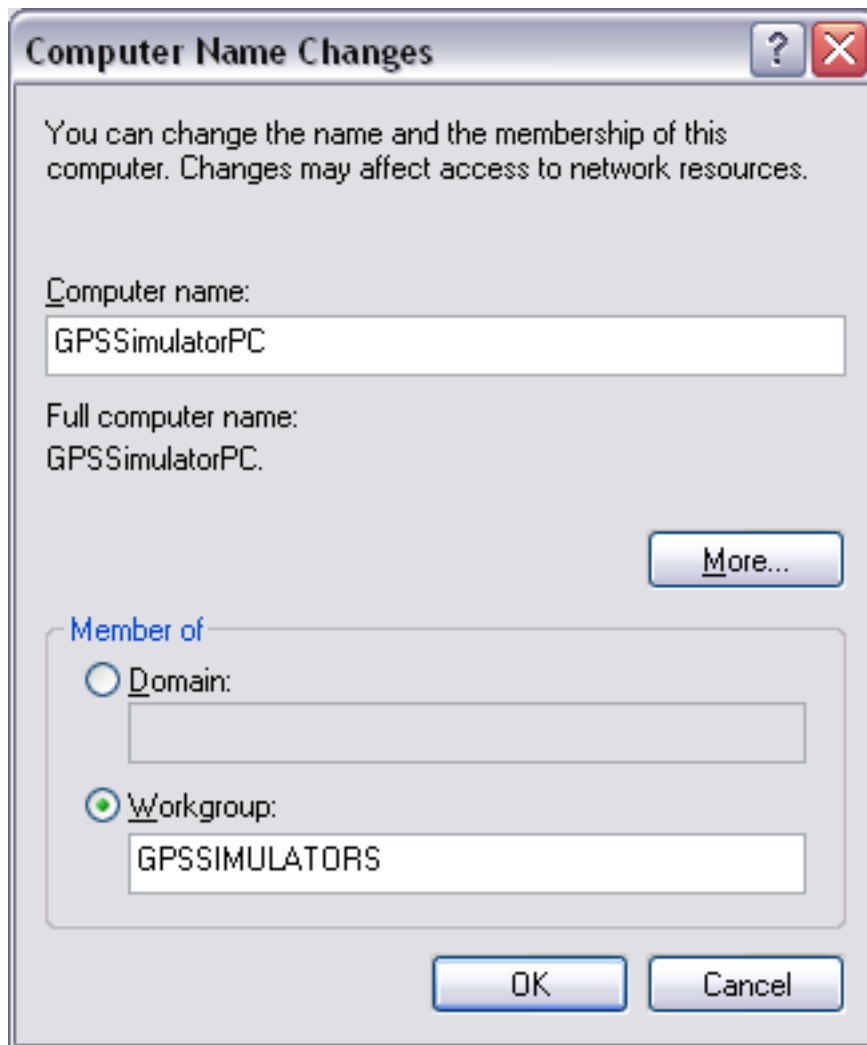 Computer Name Changes
You can change the name and the membership of this
computer. Changes may affect access to network resources.
Computer name:
GPSSimulatorPC
Full computer name:
GPSSimulatorPC.
More...
Member of
Domain:
Workgroup:
GPSSIMULATORS
OK Cancel